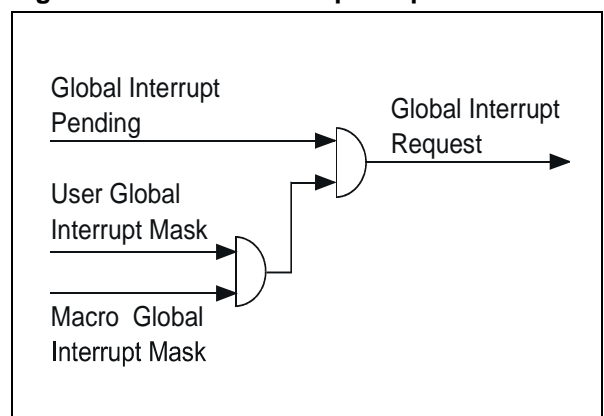 Global Interrupt
Pending
Global Interrupt
Request
User Global
Interrupt Mask
Macro Global
Interrupt Mask